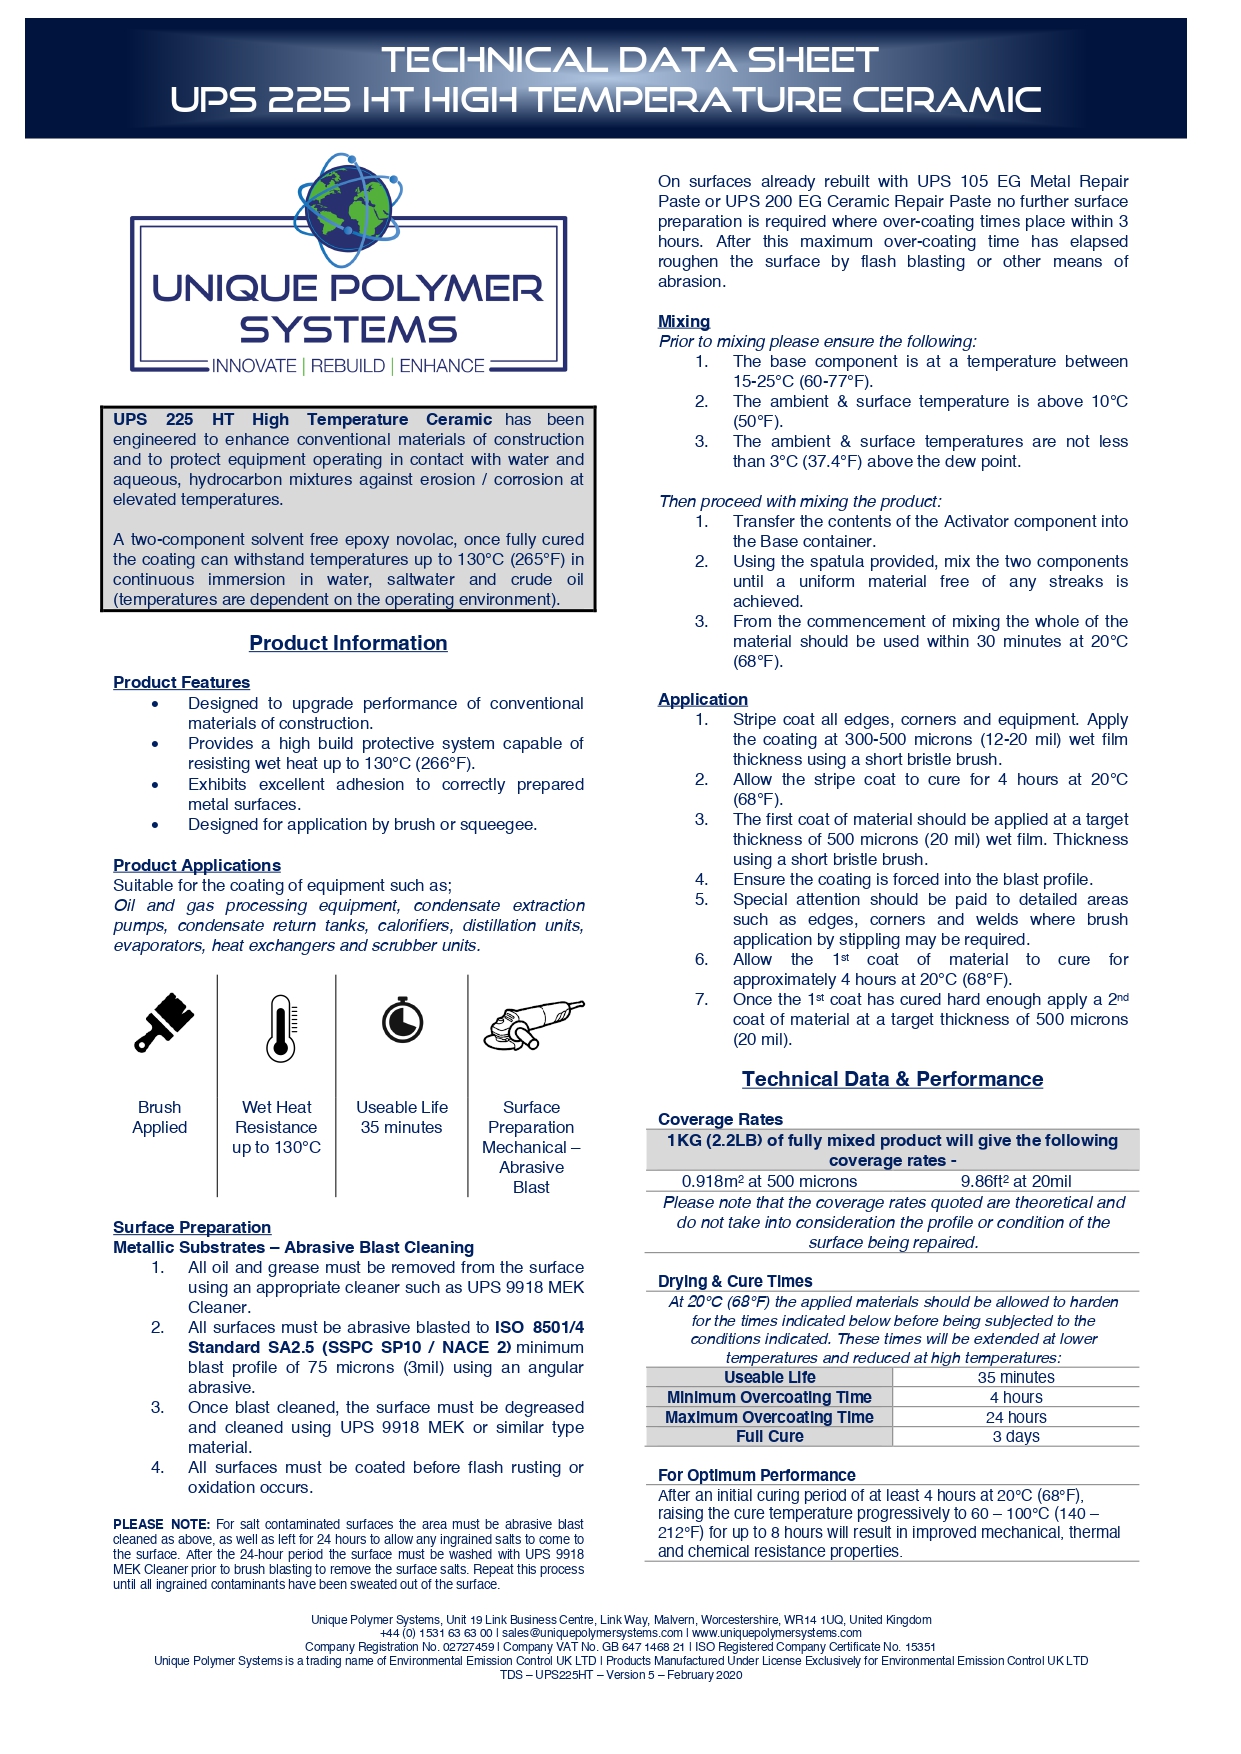 TECHNICAL DATA SHEET
UPS 225 HT HIGH TEMPERATURE CERAMIC
UNIQUE POLYMER
SYSTEMS
INNOVATE | REBUILD | ENHANCE
UPS 225 HT High Temperature Ceramic has been
engineered to enhance conventional materials of construction
and to protect equipment operating in contact with water and
aqueous, hydrocarbon mixtures against erosion / corrosion at
elevated temperatures.
A two-component solvent free epoxy novolac, once fully cured
the coating can withstand temperatures up to 130°C (265°F) in
continuous immersion in water, saltwater and crude oil
(temperatures are dependent on the operating environment).
Product Information
Product Features
• Designed to upgrade performance of conventional
materials of construction.
• Provides a high build protective system capable of
resisting wet heat up to 130°C (266°F).
• Exhibits excellent adhesion to correctly prepared
metal surfaces.
• Designed for application by brush or squeegee.
Product Applications
Suitable for the coating of equipment such as;
Oil and gas processing equipment, condensate extraction
pumps, condensate return tanks, calorifiers, distillation units,
evaporators, heat exchangers and scrubber units.
Brush
Applied
Wet Heat
Resistance
up to 130°C
Useable Life
35 minutes
Surface
Preparation
Mechanical –
Abrasive
Blast
Surface Preparation
Metallic Substrates – Abrasive Blast Cleaning
1. All oil and grease must be removed from the surface
using an appropriate cleaner such as UPS 9918 MEK
Cleaner.
2. All surfaces must be abrasive blasted to ISO 8501/4
Standard SA2.5 (SSPC SP10 / NACE 2) minimum
blast profile of 75 microns (3mil) using an angular
abrasive.
3. Once blast cleaned, the surface must be degreased
and cleaned using UPS 9918 MEK or similar type
material.
4. All surfaces must be coated before flash rusting or
oxidation occurs.
PLEASE NOTE: For salt contaminated surfaces the area must be abrasive blast
cleaned as above, as well as left for 24 hours to allow any ingrained salts to come to
the surface. After the 24-hour period the surface must be washed with UPS 9918
MEK Cleaner prior to brush blasting to remove the surface salts. Repeat this process
until all ingrained contaminants have been sweated out of the surface.
On surfaces already rebuilt with UPS 105 EG Metal Repair
Paste or UPS 200 EG Ceramic Repair Paste no further surface
preparation is required where over-coating times place within 3
hours. After this maximum over-coating time has elapsed
roughen the surface by flash blasting or other means of
abrasion.
Mixing
Prior to mixing please ensure the following:
1. The base component is at a temperature between
15-25°C (60-77°F).
2. The ambient & surface temperature is above 10°C
(50°F).
3. The ambient & surface temperatures are not less
than 3°C (37.4°F) above the dew point.
Then proceed with mixing the product:
1. Transfer the contents of the Activator component into
the Base container.
2. Using the spatula provided, mix the two components
until a uniform material free of any streaks is
achieved.
3. From the commencement of mixing the whole of the
material should be used within 30 minutes at 20°C
(68°F).
Application
1. Stripe coat all edges, corners and equipment. Apply
the coating at 300-500 microns (12-20 mil) wet film
thickness using a short bristle brush.
2. Allow the stripe coat to cure for 4 hours at 20°C
(68°F).
3. The first coat of material should be applied at a target
thickness of 500 microns (20 mil) wet film. Thickness
using a short bristle brush.
4. Ensure the coating is forced into the blast profile.
5. Special attention should be paid to detailed areas
such as edges, corners and welds where brush
application by stippling may be required.
6. Allow the 1st coat of material to cure for
approximately 4 hours at 20°C (68°F).
7. Once the 1st coat has cured hard enough apply a 2nd
coat of material at a target thickness of 500 microns
(20 mil).
Technical Data & Performance
Coverage Rates
1KG (2.2LB) of fully mixed product will give the following
coverage rates -
0.918m² at 500 microns 9.86ft² at 20mil
Please note that the coverage rates quoted are theoretical and
do not take into consideration the profile or condition of the
surface being repaired.
Drying & Cure Times
At 20°C (68°F) the applied materials should be allowed to harden
for the times indicated below before being subjected to the
conditions indicated. These times will be extended at lower
temperatures and reduced at high temperatures:
Useable Life 35 minutes
Minimum Overcoating Time 4 hours
Maximum Overcoating Time 24 hours
Full Cure 3 days
For Optimum Performance
After an initial curing period of at least 4 hours at 20°C (68°F),
raising the cure temperature progressively to 60 – 100°C (140 –
212°F) for up to 8 hours will result in improved mechanical, thermal
and chemical resistance properties.
Unique Polymer Systems, Unit 19 Link Business Centre, Link Way, Malvern, Worcestershire, WR14 1UQ, United Kingdom
+44 (0) 1531 63 63 00 | sales@uniquepolymersystems.com | www.uniquepolymersystems.com
Company Registration No. 02727459 | Company VAT No. GB 647 1468 21 | ISO Registered Company Certificate No. 15351
Unique Polymer Systems is a trading name of Environmental Emission Control UK LTD | Products Manufactured Under License Exclusively for Environmental Emission Control UK LTD
TDS – UPS225HT – Version 5 – February 2020